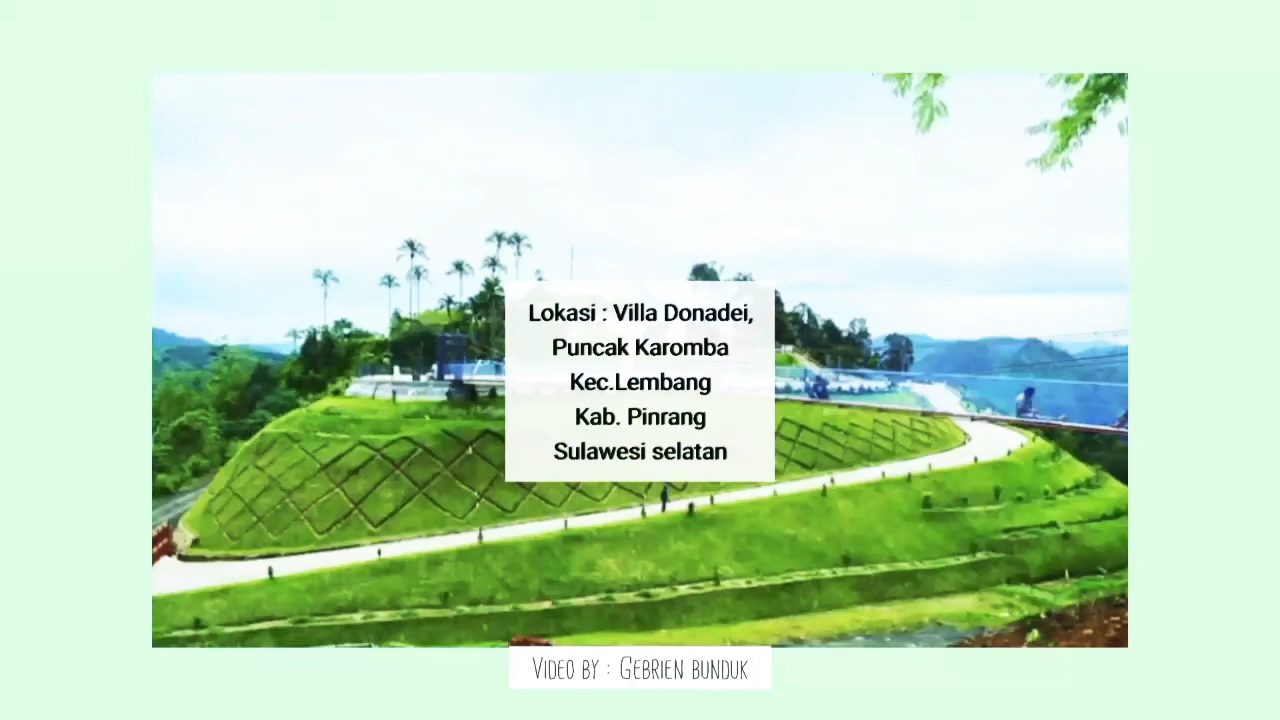 Lokasi : Villa Donadei,
Puncak Karomba
Kec.Lembang
Kab. Pinrang
Sulawesi selatan
Video by : Gebrien bunduk